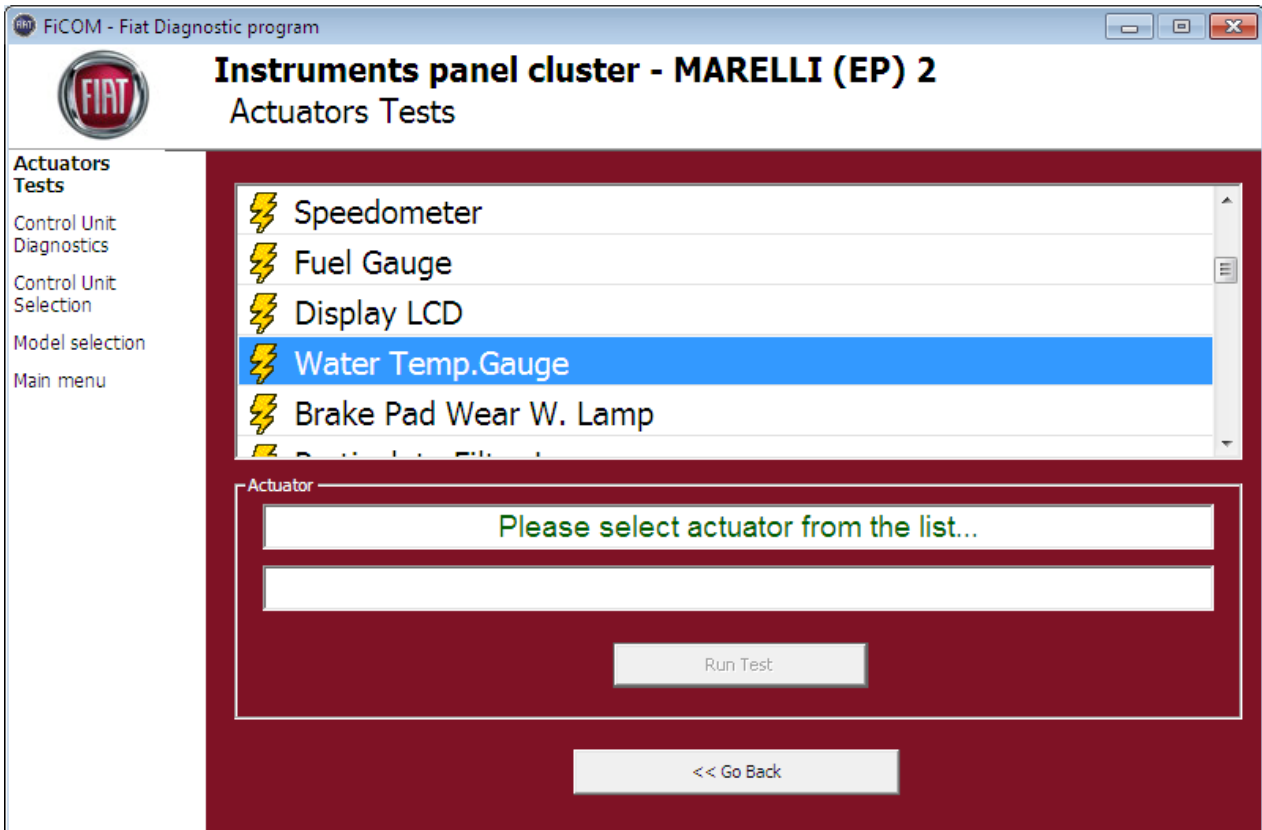 FiCOM - Fiat Diagnostic program
FIAT
Instruments panel cluster - MARELLI (EP) 2
Actuators Tests
Actuators
Tests
Control Unit
Diagnostics
Control Unit
Selection
Model selection
Main menu
Speedometer
Fuel Gauge
Display LCD
Water Temp.Gauge
Brake Pad Wear W. Lamp
Actuator
Please select actuator from the list...
Run Test
<< Go Back